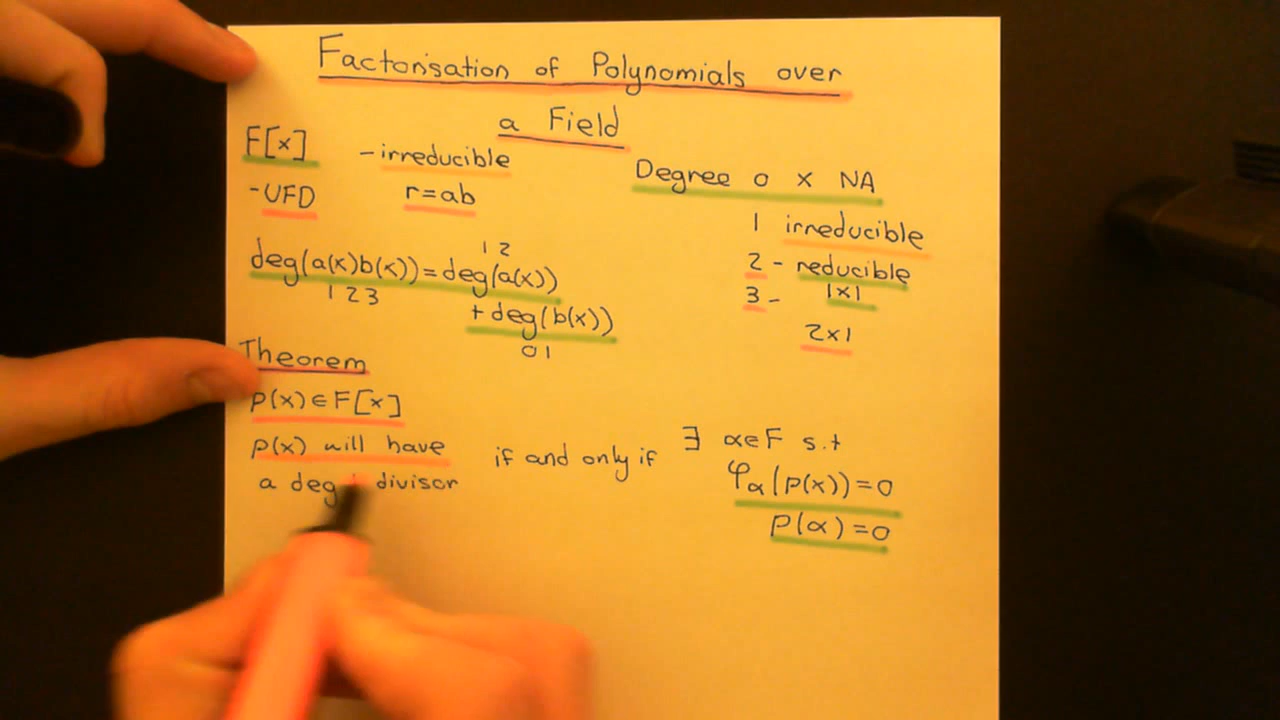 Factorisation of Polynomials over
a Field
F[x]
- irreducible
- UFD
r=ab
deg(a(x)b(x))=deg(a(x))
1 2
1 2 3
+ deg(b(x))
0 1
Degree 0 x NA
1 irreducible
2 - reducible
3 - 1x1
2x1
Theorem
p(x)∈F[x]
p(x) will have
a deg divisor
if and only if
∃ α∈F s.t
φα(p(x))=0
p(α)=0